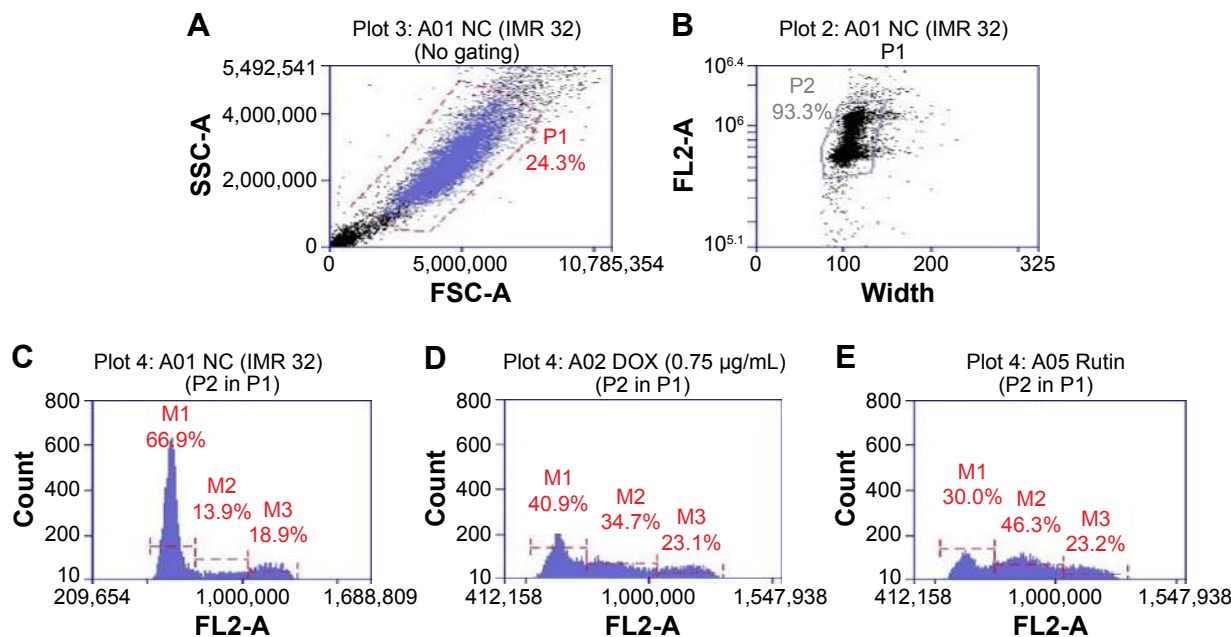 A
Plot 3: A01 NC (IMR 32)
(No gating)
5,492,541
4,000,000
2,000,000
0
SSC-A
P1
24.3%
0
5,000,000
10,785,354
FSC-A
B
Plot 2: A01 NC (IMR 32)
P1
10^6.4
10^6
10^5.1
FL2-A
P2
93.3%
0
100
200
325
Width
C
Plot 4: A01 NC (IMR 32)
(P2 in P1)
800
600
400
200
10
Count
M1
66.9%
M2
13.9%
M3
18.9%
209,654
1,000,000
1,688,809
FL2-A
D
Plot 4: A02 DOX (0.75 µg/mL)
(P2 in P1)
800
600
400
200
10
Count
M1
40.9%
M2
34.7%
M3
23.1%
412,158
1,000,000
1,547,938
FL2-A
E
Plot 4: A05 Rutin
(P2 in P1)
800
600
400
200
10
Count
M1
30.0%
M2
46.3%
M3
23.2%
412,158
1,000,000
1,547,938
FL2-A